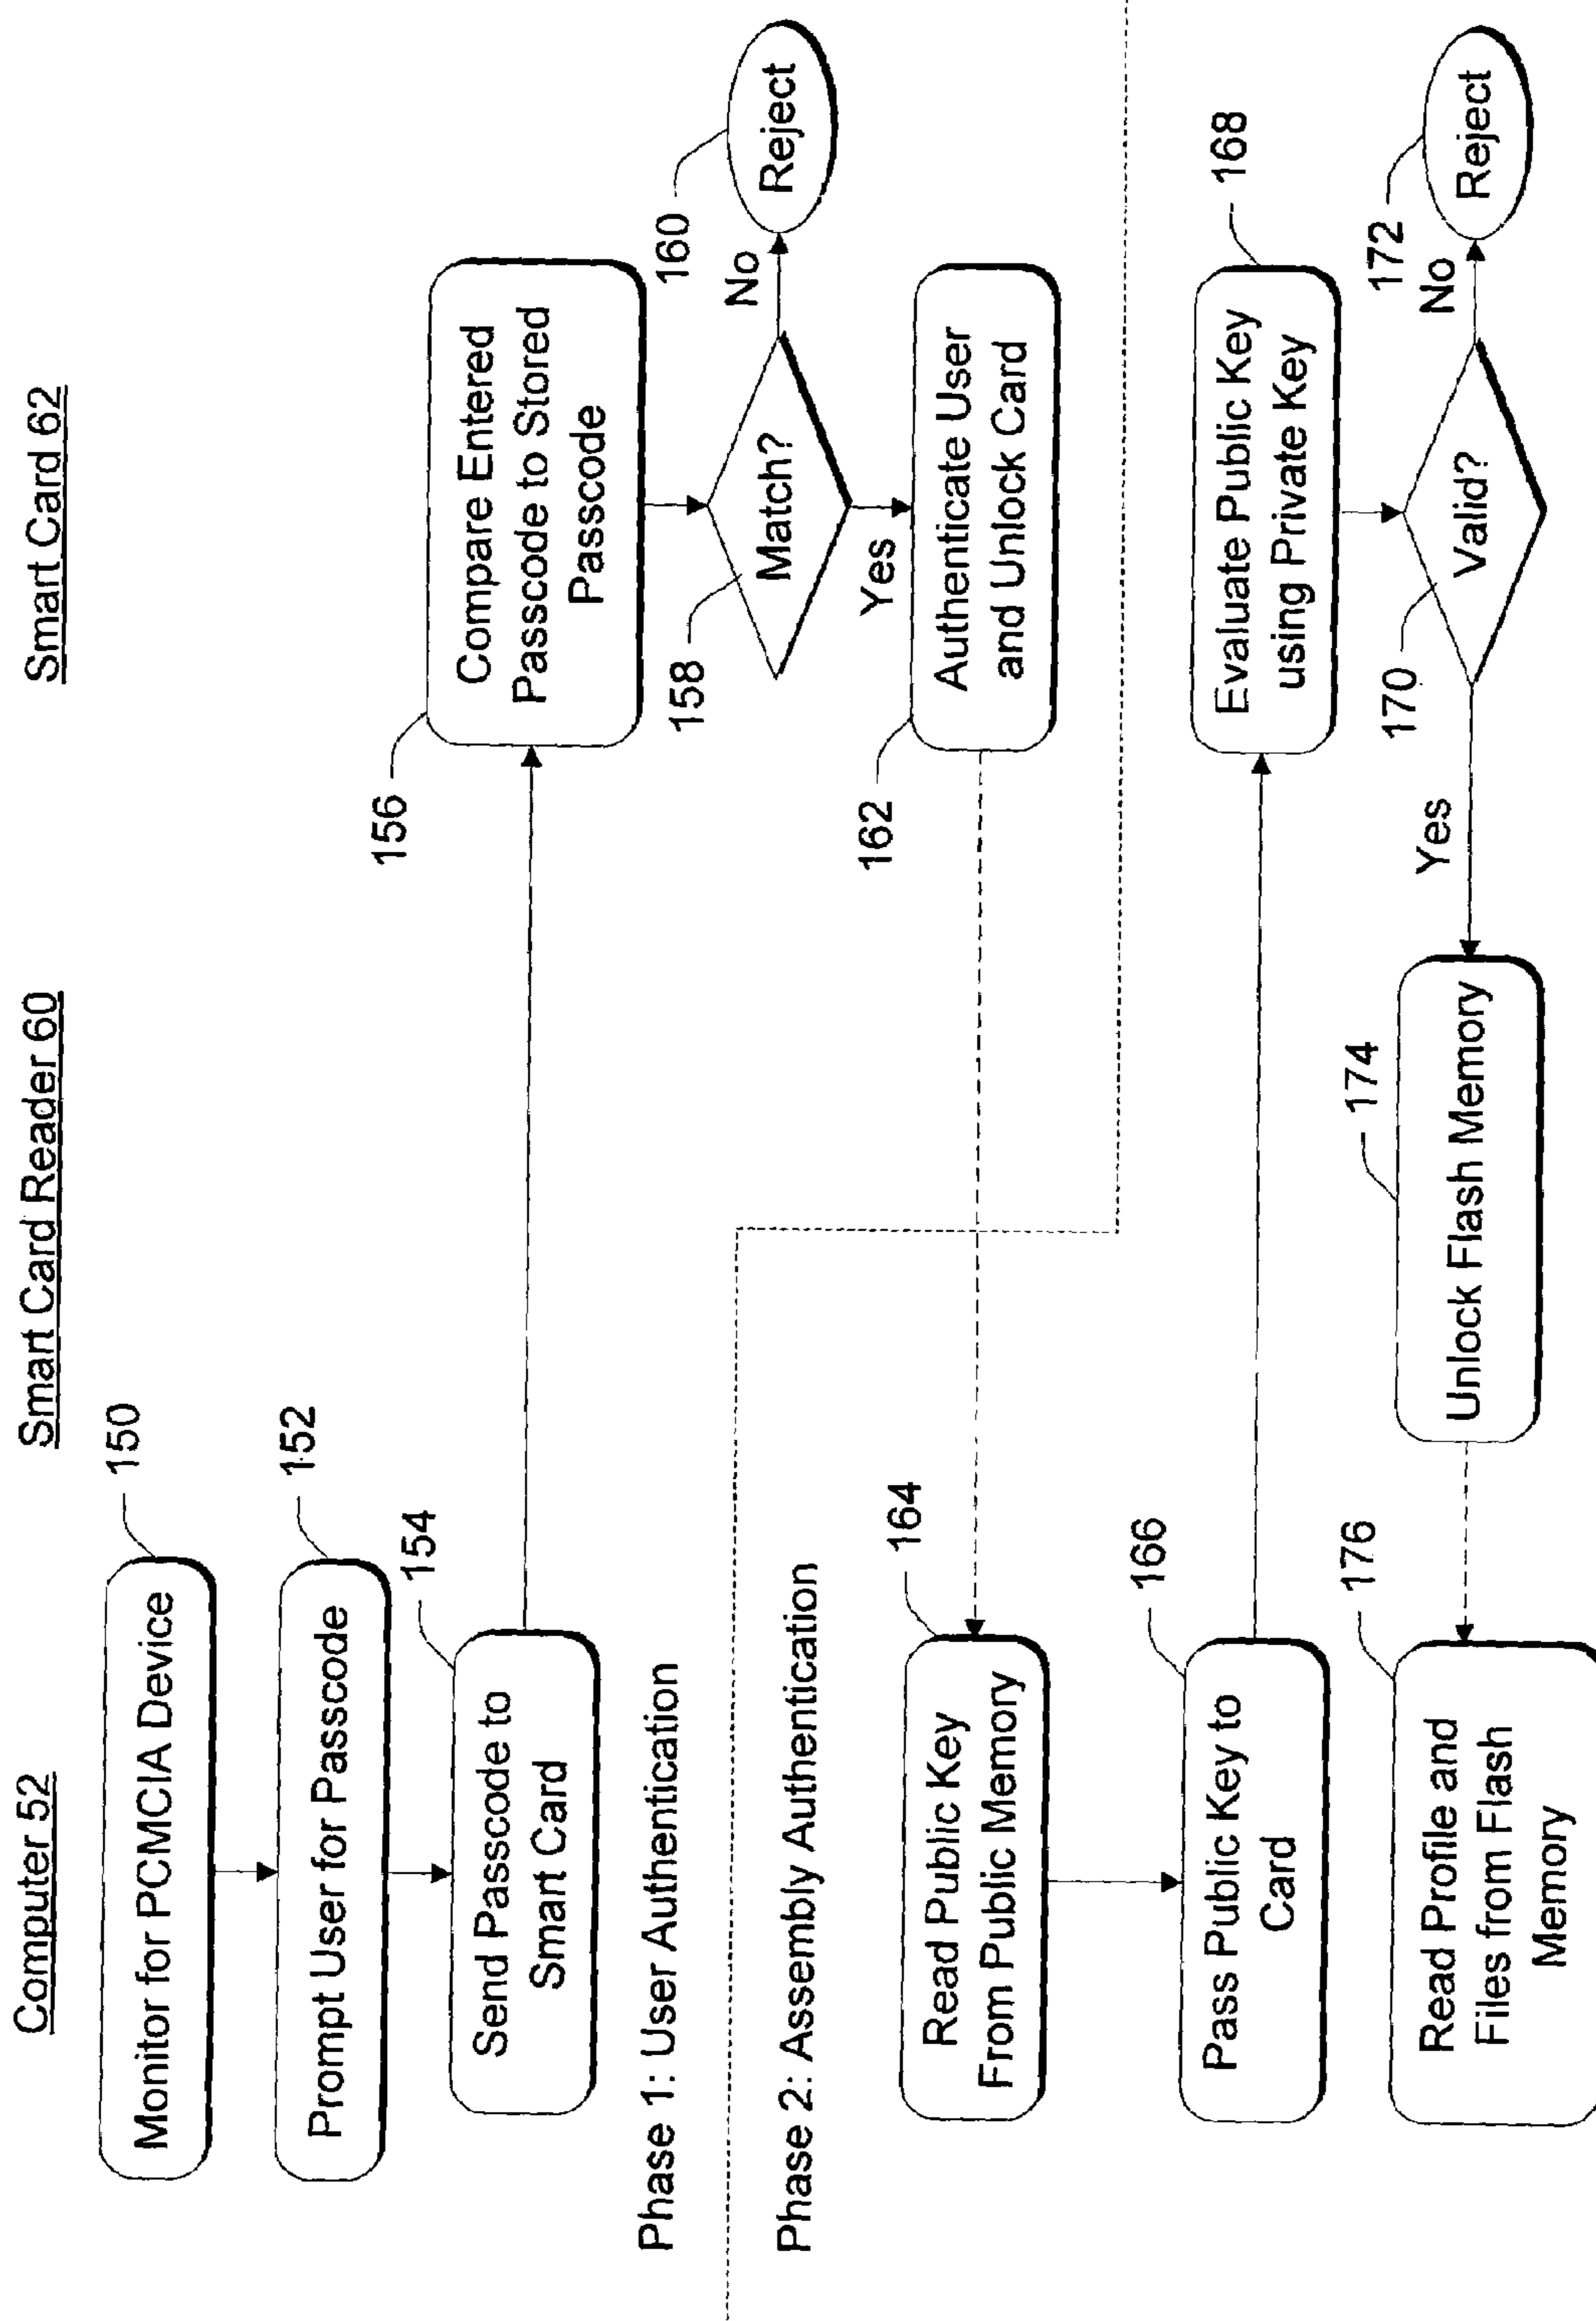 Computer 52
Smart Card Reader 60
Smart Card 62
150
Monitor for PCMCIA Device
152
Prompt User for Passcode
154
Send Passcode to
Smart Card
156
Compare Entered
Passcode to Stored
Passcode
158
Match?
No
160
Reject
Yes
162
Authenticate User
and Unlock Card
Phase 1: User Authentication
Phase 2: Assembly Authentication
164
Read Public Key
From Public Memory
166
Pass Public Key to
Card
168
Evaluate Public Key
using Private Key
170
Valid?
No
172
Reject
Yes
174
Unlock Flash Memory
176
Read Profile and
Files from Flash
Memory